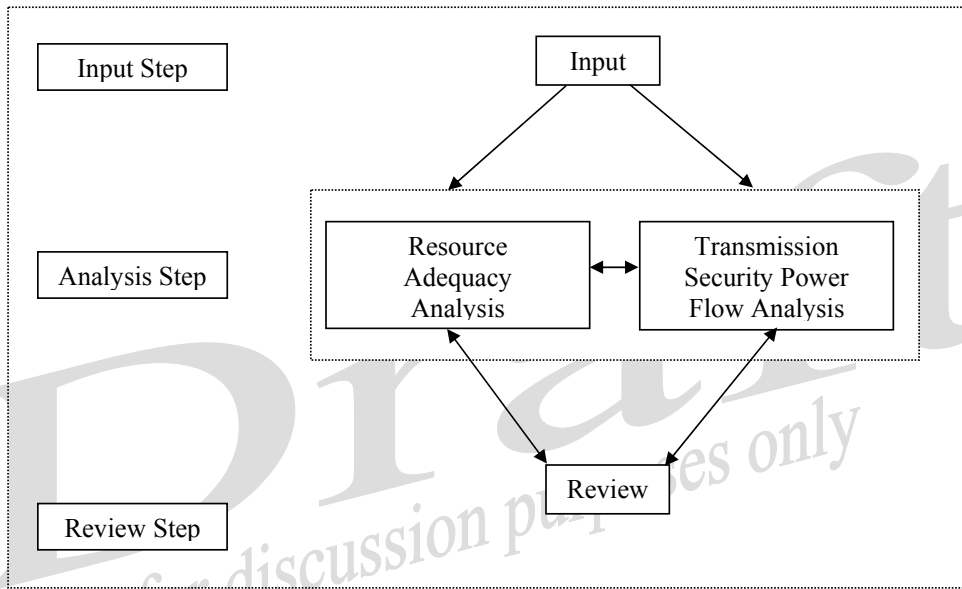 Input Step
Input
Analysis Step
Resource
Adequacy
Analysis
Transmission
Security Power
Flow Analysis
Review
Review Step
Draft
for discussion purposes only